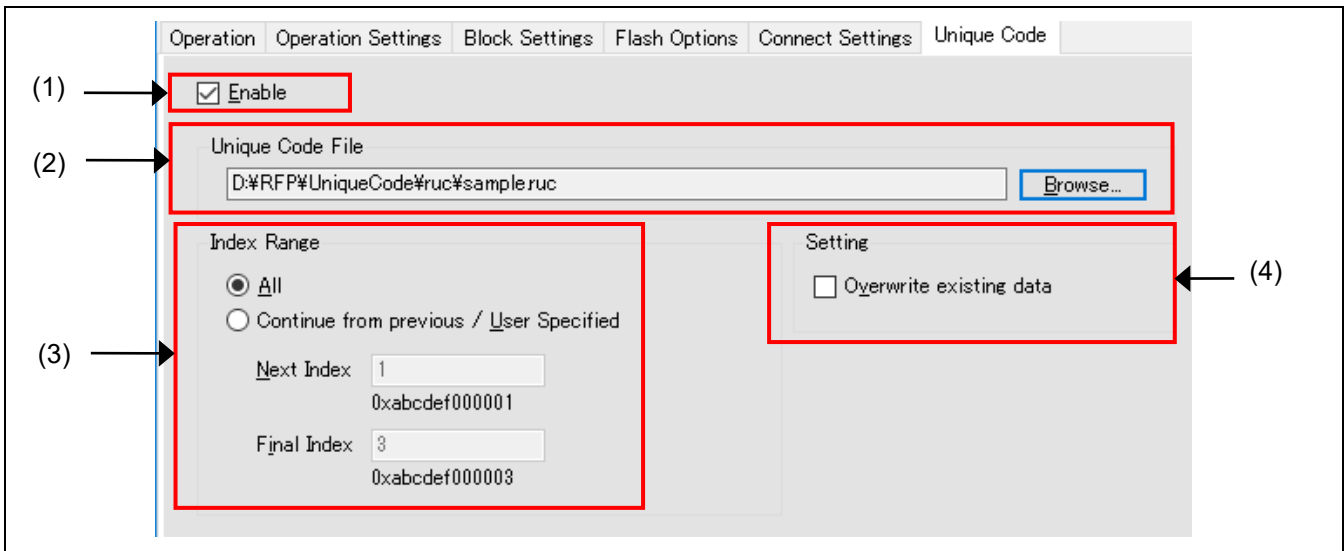 Operation Operation Settings Block Settings Flash Options Connect Settings Unique Code
(1)
Enable
(2)
Unique Code File
D:¥RFP¥UniqueCode¥ruc¥sample.ruc Browse...
Index Range
Setting
(4)
All
Overwrite existing data
Continue from previous / User Specified
(3)
Next Index 1
0xabcdef000001
Final Index 3
0xabcdef000003